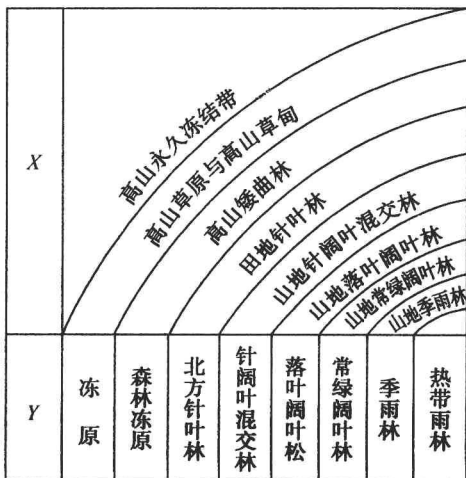 X
高山永久冻结带
高山草原与高山草甸
高山矮曲林
田地针叶林
山地针阔叶混交林
山地落叶阔叶林
山地常绿阔叶林
山地季雨林
Y
冻原
森林冻原
北方针叶林
针阔叶混交林
落叶阔叶松
常绿阔叶林
季雨林
热带雨林